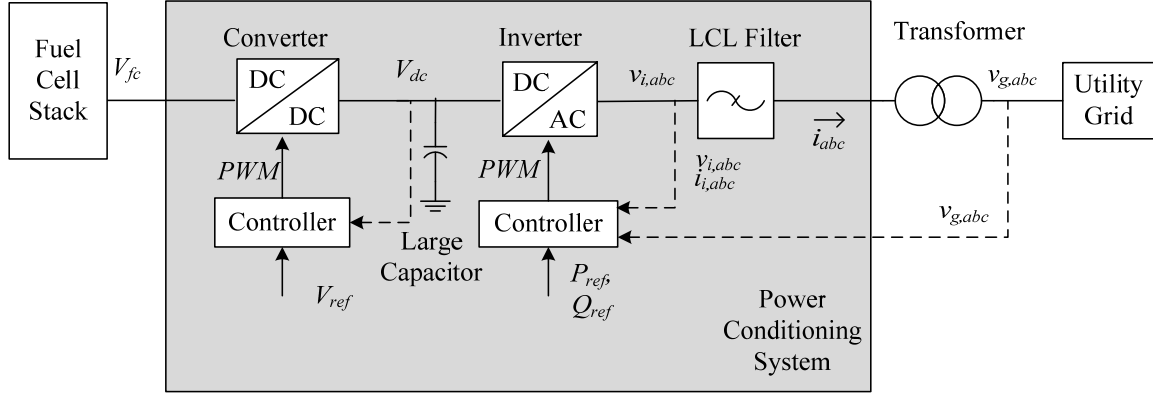 Fuel
Cell
Stack
V_fc
Converter
DC
DC
PWM
Controller
V_ref
V_dc
Large
Capacitor
Inverter
DC
AC
PWM
Controller
P_ref,
Q_ref
v_i,abc
LCL Filter
v_i,abc
i_i,abc
i_abc
Transformer
v_g,abc
Utility
Grid
v_g,abc
Power
Conditioning
System